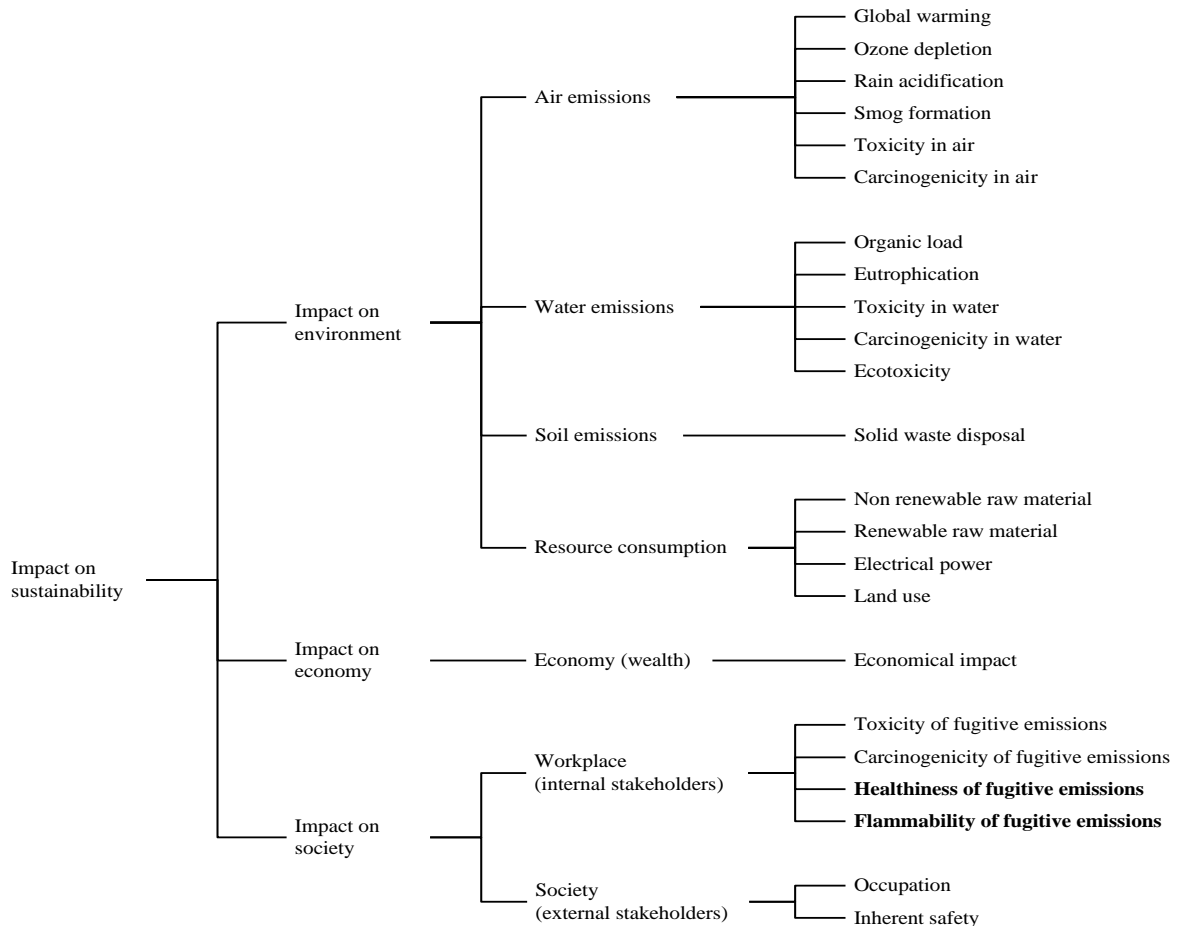 Global warming
Ozone depletion
Rain acidification
Air emissions
Smog formation
Toxicity in air
Carcinogenicity in air
Organic load
Eutrophication
Impact on
environment
Water emissions
Toxicity in water
Carcinogenicity in water
Ecotoxicity
Soil emissions
Solid waste disposal
Non renewable raw material
Renewable raw material
Resource consumption
Electrical power
Land use
Impact on
sustainability
Impact on
economy
Economy (wealth)
Economical impact
Toxicity of fugitive emissions
Carcinogenicity of fugitive emissions
Workplace
(internal stakeholders)
Healthiness of fugitive emissions
Flammability of fugitive emissions
Impact on
society
Society
(external stakeholders)
Occupation
Inherent safety